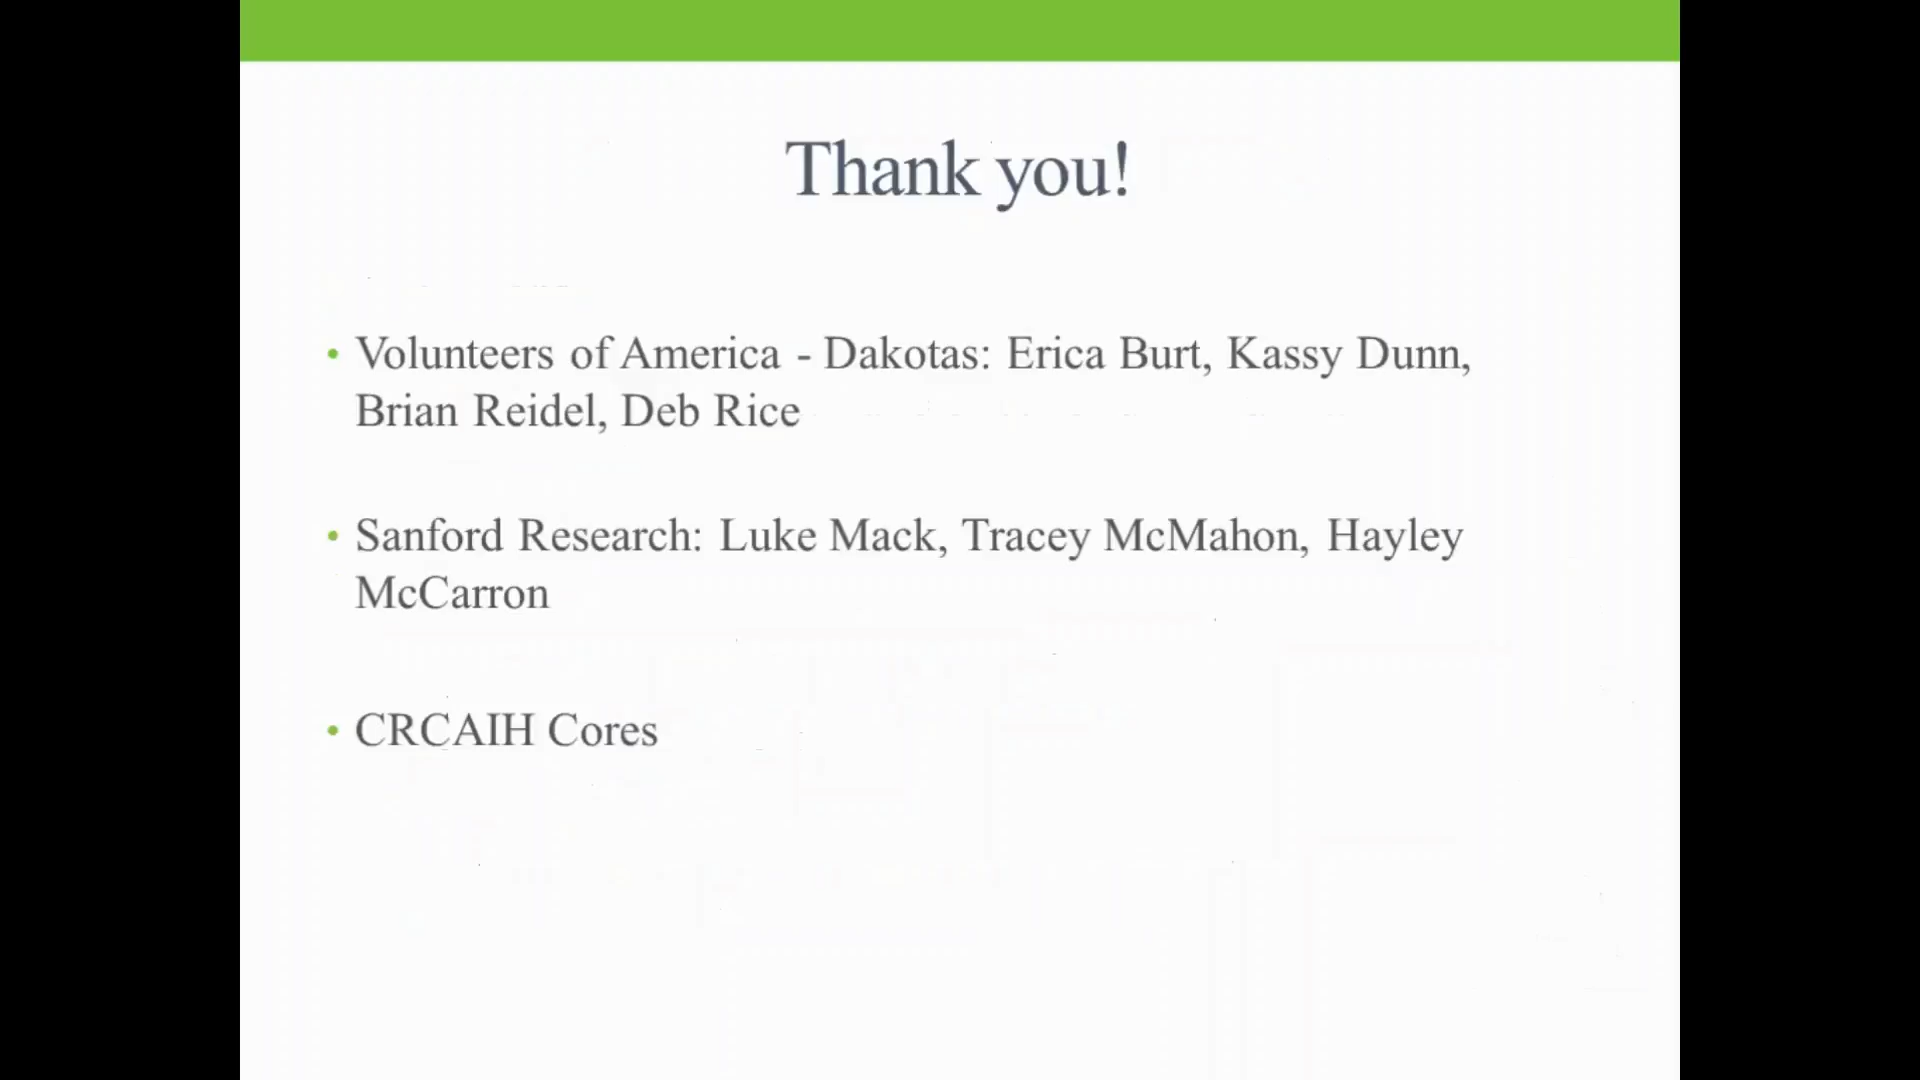 Thank you!
• Volunteers of America - Dakotas: Erica Burt, Kassy Dunn,
Brian Reidel, Deb Rice
• Sanford Research: Luke Mack, Tracey McMahon, Hayley
McCarron
• CRCAIH Cores